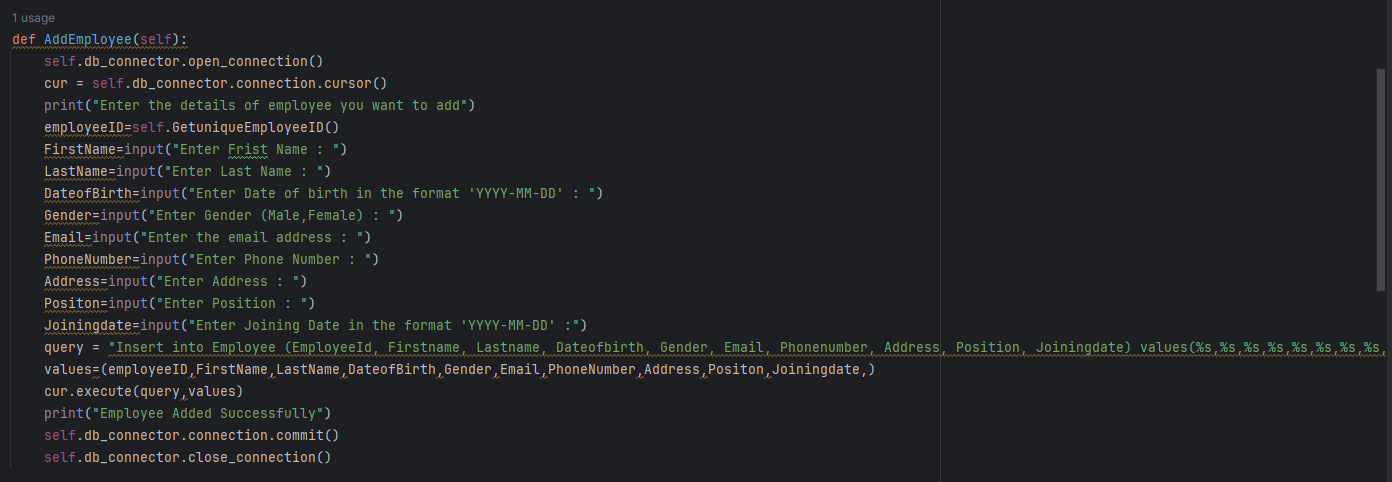 1 usage
def AddEmployee(self):
    self.db_connector.open_connection()
    cur = self.db_connector.connection.cursor()
    print("Enter the details of employee you want to add")
    employeeID=self.GetuniqueEmployeeID()
    FirstName=input("Enter Frist Name : ")
    LastName=input("Enter Last Name : ")
    DateofBirth=input("Enter Date of birth in the format 'YYYY-MM-DD' : ")
    Gender=input("Enter Gender (Male,Female) : ")
    Email=input("Enter the email address : ")
    PhoneNumber=input("Enter Phone Number : ")
    Address=input("Enter Address : ")
    Positon=input("Enter Position : ")
    Joiningdate=input("Enter Joining Date in the format 'YYYY-MM-DD' :")
    query = "Insert into Employee (EmployeeId, Firstname, Lastname, Dateofbirth, Gender, Email, Phonenumber, Address, Position, Joiningdate) values(%s,%s,%s,%s,%s,%s,%s,%s,
    values=(employeeID,FirstName,LastName,DateofBirth,Gender,Email,PhoneNumber,Address,Positon,Joiningdate,)
    cur.execute(query,values)
    print("Employee Added Successfully")
    self.db_connector.connection.commit()
    self.db_connector.close_connection()